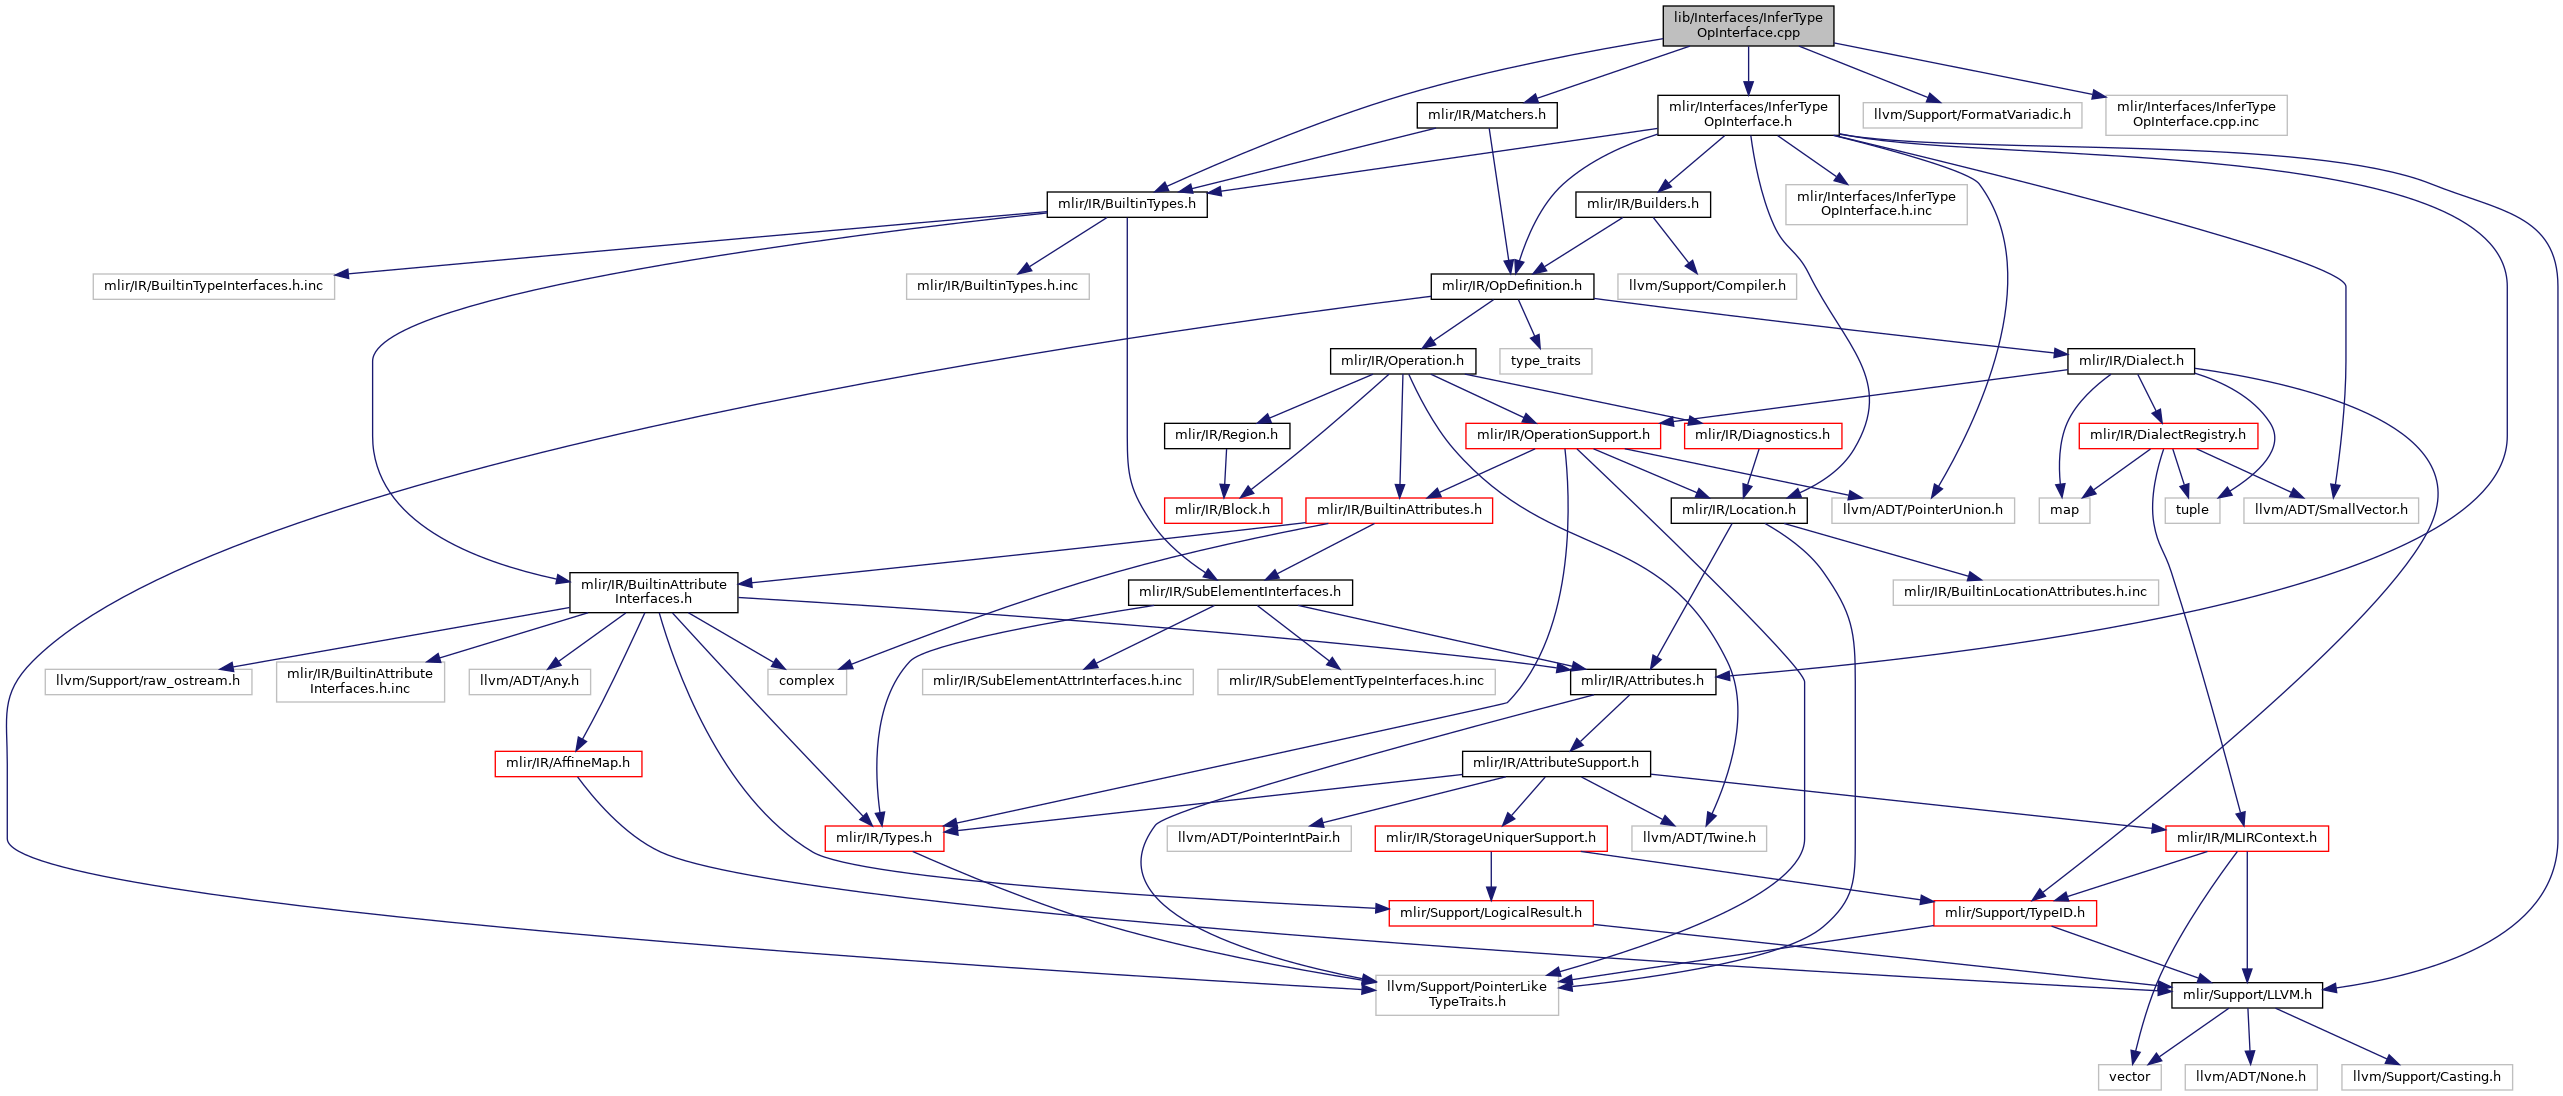 lib/Interfaces/InferType
OpInterface.cpp
mlir/IR/Matchers.h
mlir/Interfaces/InferType
OpInterface.h
llvm/Support/FormatVariadic.h
mlir/Interfaces/InferType
OpInterface.cpp.inc
mlir/IR/BuiltinTypes.h
mlir/IR/Builders.h
mlir/Interfaces/InferType
OpInterface.h.inc
mlir/IR/BuiltinTypeInterfaces.h.inc
mlir/IR/BuiltinTypes.h.inc
mlir/IR/OpDefinition.h
llvm/Support/Compiler.h
mlir/IR/Operation.h
type_traits
mlir/IR/Dialect.h
mlir/IR/Region.h
mlir/IR/OperationSupport.h
mlir/IR/Diagnostics.h
mlir/IR/DialectRegistry.h
mlir/IR/Block.h
mlir/IR/BuiltinAttributes.h
mlir/IR/Location.h
llvm/ADT/PointerUnion.h
map
tuple
llvm/ADT/SmallVector.h
mlir/IR/BuiltinAttribute
Interfaces.h
mlir/IR/SubElementInterfaces.h
mlir/IR/BuiltinLocationAttributes.h.inc
llvm/Support/raw_ostream.h
mlir/IR/BuiltinAttribute
Interfaces.h.inc
llvm/ADT/Any.h
complex
mlir/IR/SubElementAttrInterfaces.h.inc
mlir/IR/SubElementTypeInterfaces.h.inc
mlir/IR/Attributes.h
mlir/IR/AffineMap.h
mlir/IR/AttributeSupport.h
mlir/IR/Types.h
llvm/ADT/PointerIntPair.h
mlir/IR/StorageUniquerSupport.h
llvm/ADT/Twine.h
mlir/IR/MLIRContext.h
mlir/Support/LogicalResult.h
mlir/Support/TypeID.h
llvm/Support/PointerLike
TypeTraits.h
mlir/Support/LLVM.h
vector
llvm/ADT/None.h
llvm/Support/Casting.h